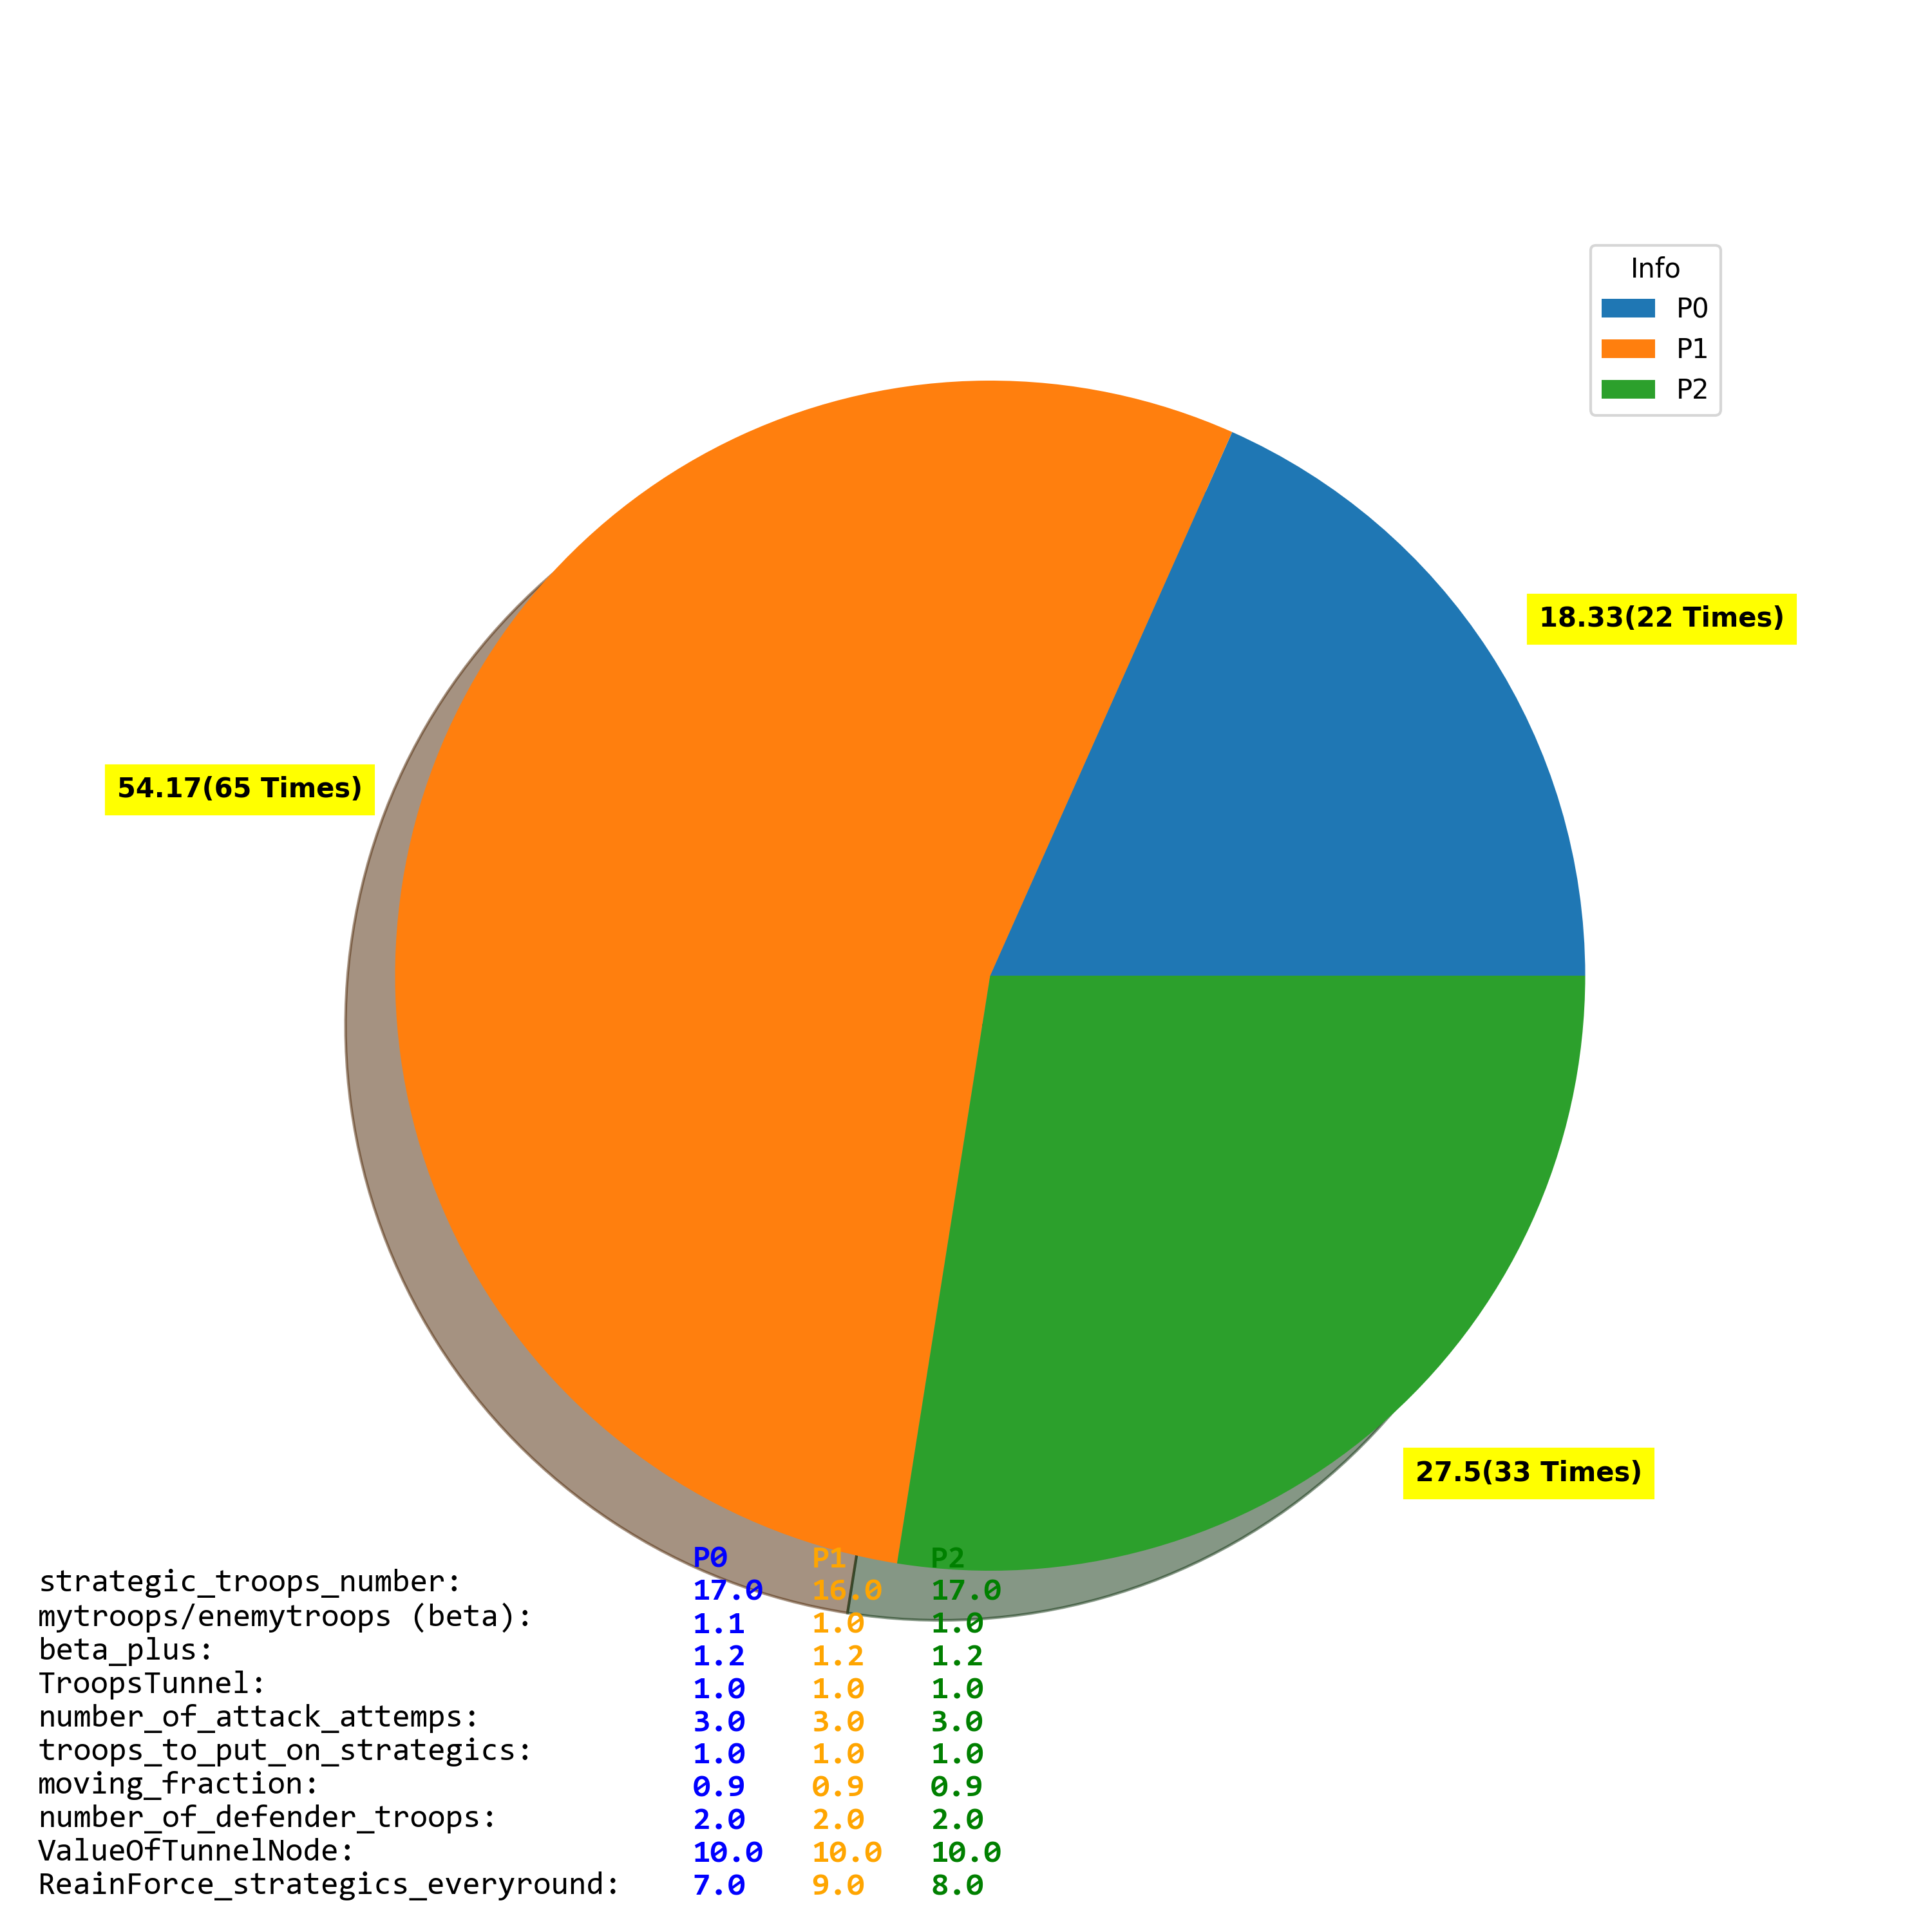 Info
P0
P1
P2
18.33(22 Times)
54.17(65 Times)
27.5(33 Times)
P0 P1 P2
strategic_troops_number: 17.0 16.0 17.0
mytroops/enemytroops (beta): 1.1 1.0 1.0
beta_plus: 1.2 1.2 1.2
TroopsTunnel: 1.0 1.0 1.0
number_of_attack_attemps: 3.0 3.0 3.0
troops_to_put_on_strategics: 1.0 1.0 1.0
moving_fraction: 0.9 0.9 0.9
number_of_defender_troops: 2.0 2.0 2.0
ValueOfTunnelNode: 10.0 10.0 10.0
ReainForce_strategics_everyround: 7.0 9.0 8.0